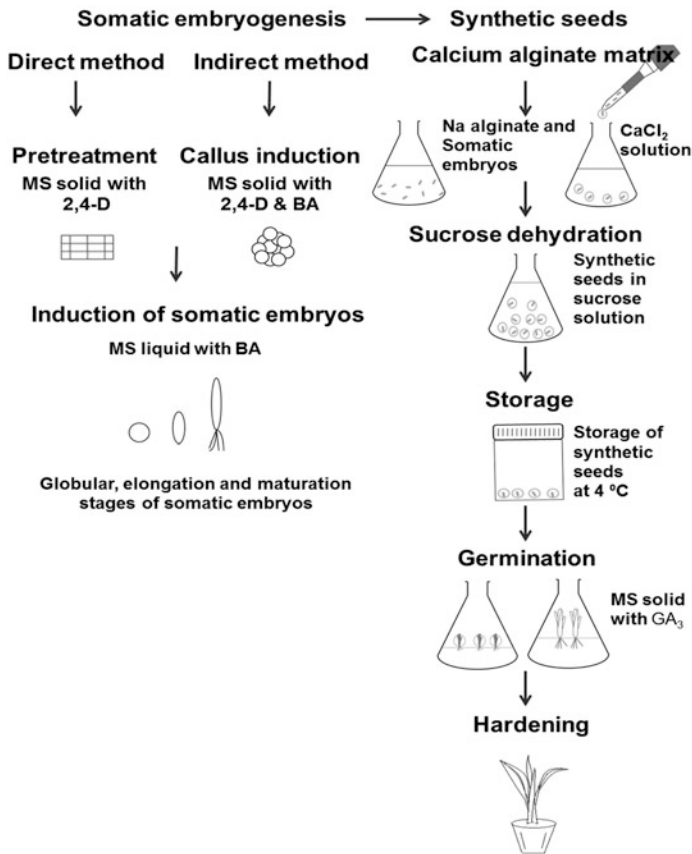 Somatic embryogenesis
Synthetic seeds
Direct method
Indirect method
Pretreatment
MS solid with
2,4-D
Callus induction
MS solid with
2,4-D & BA
Induction of somatic embryos
MS liquid with BA
Globular, elongation and maturation
stages of somatic embryos
Calcium alginate matrix
Na alginate and
Somatic
embryos
CaCl₂
solution
Sucrose dehydration
Synthetic
seeds in
sucrose
solution
Storage
Storage of
synthetic
seeds
at 4 ºC
Germination
MS solid
with GA₃
Hardening